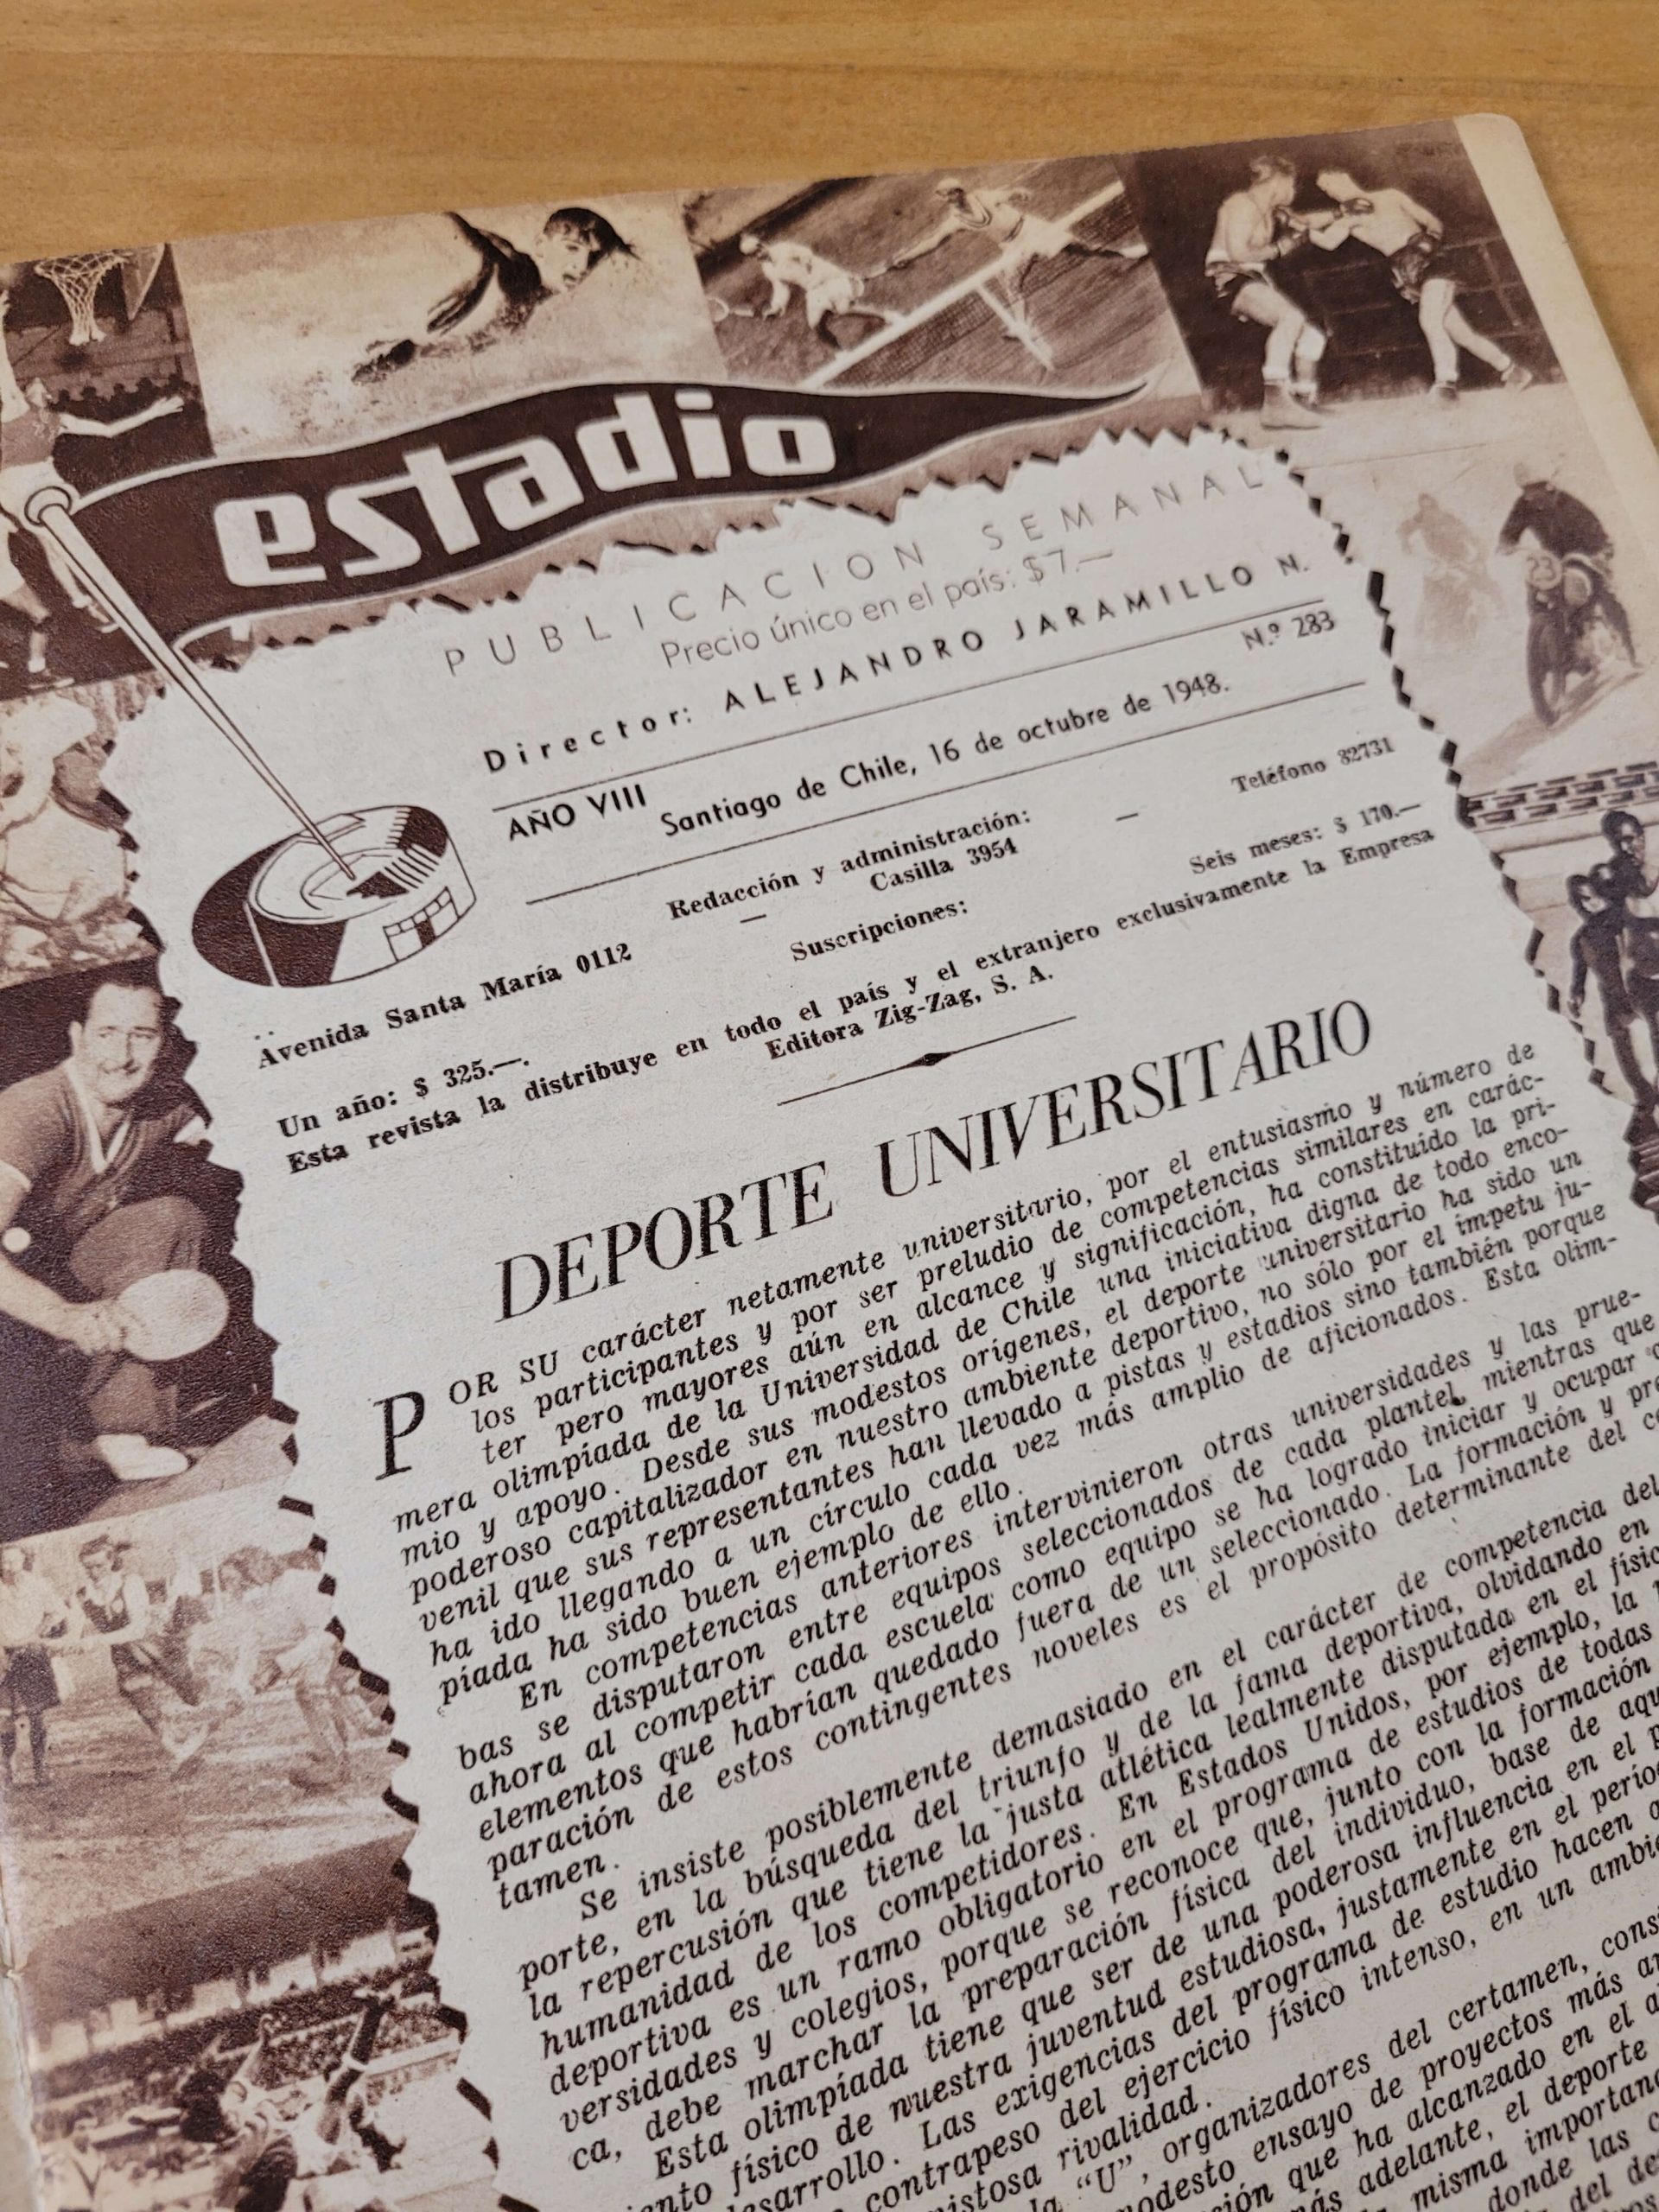 estadio
PUBLICACION SEMANAL
Precio único en el país: $ 7.—
Director: ALEJANDRO JARAMILLO N.
AÑO VIII N.º 283
Santiago de Chile, 16 de octubre de 1948.
Redacción y administración:
Avenida Santa María 0112 — Casilla 3954 — Teléfono 82731
Suscripciones:
Un año: $ 325.—. Seis meses: $ 170.—
Esta revista la distribuye en todo el país y el extranjero exclusivamente la Empresa
Editora Zig-Zag, S. A.
DEPORTE UNIVERSITARIO
POR SU carácter netamente universitario, por el entusiasmo y número de
los participantes y por ser preludio de competencias similares en carác-
ter pero mayores aún en alcance y significación, ha constituído la pri-
mera olimpíada de la Universidad de Chile una iniciativa digna de todo enco-
mio y apoyo. Desde sus modestos orígenes, el deporte universitario ha sido un
poderoso capitalizador en nuestro ambiente deportivo, no sólo por el ímpetu ju-
venil que sus representantes han llevado a pistas y estadios sino también porque
ha ido llegando a un círculo cada vez más amplio de aficionados. Esta olim-
píada ha sido buen ejemplo de ello.
En competencias anteriores intervinieron otras universidades y las prue-
bas se disputaron entre equipos seleccionados de cada plantel, mientras que
ahora al competir cada escuela como equipo se ha logrado iniciar y ocupar
elementos que habrían quedado fuera de un seleccionado. La formación y pre
paración de estos contingentes noveles es el propósito determinante del
tamen.
Se insiste posiblemente demasiado en el carácter de competencia del
porte, en la búsqueda del triunfo y de la fama deportiva, olvidando en
la repercusión que tiene la justa atlética lealmente disputada en el físic
humanidad de los competidores. En Estados Unidos, por ejemplo, la
deportiva es un ramo obligatorio en el programa de estudios de todas
versidades y colegios, porque se reconoce que, junto con la formación
ca, debe marchar la preparación física del individuo, base de aqu
Esta olimpíada tiene que ser de una poderosa influencia en el
ento físico de nuestra juventud estudiosa, justamente en el perío
esarrollo. Las exigencias del programa de estudio hacen
contrapeso del ejercicio físico intenso, en un ambi
istosa rivalidad.
la "U", organizadores del certamen, cons
modesto ensayo de proyectos más
ción que ha alcanzado en el
más adelante, el deporte
misma importan
donde las
del